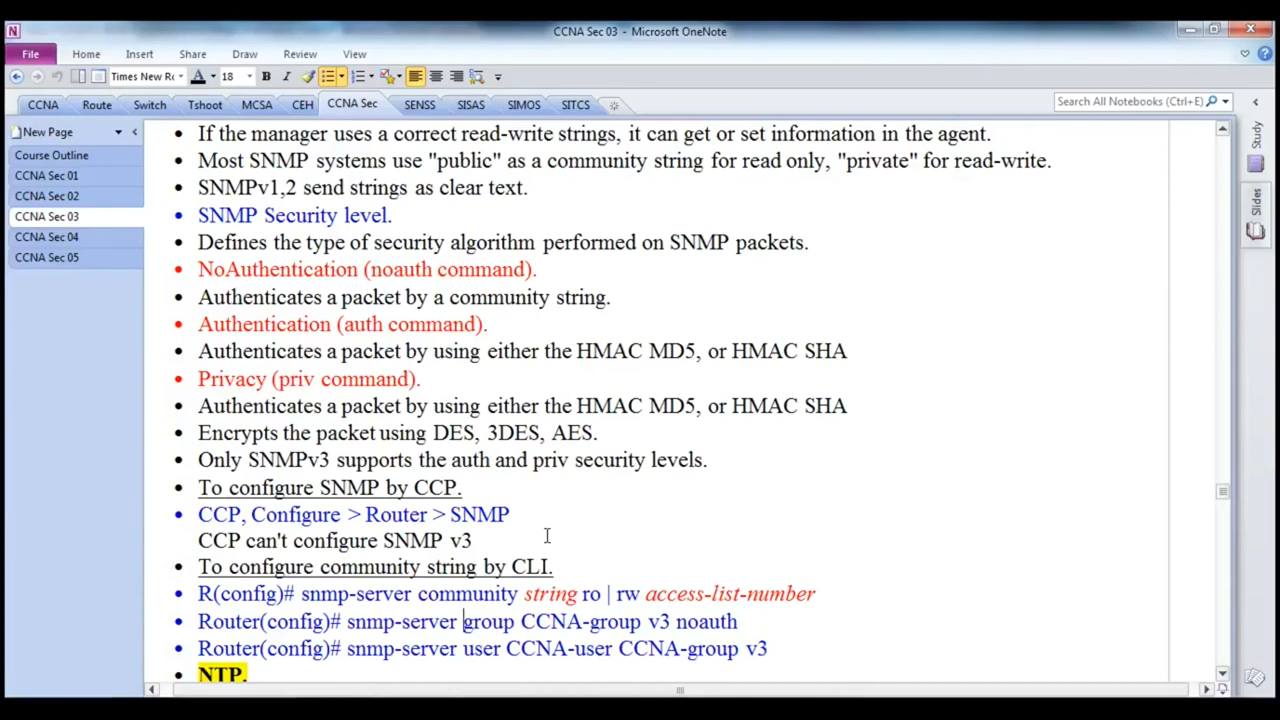 CCNA Sec 03 - Microsoft OneNote
File Home Insert Share Draw Review View
Times New Ro 18 B I
CCNA Route Switch Tshoot MCSA CEH CCNA Sec SENSS SISAS SIMOS SITCS
Search All Notebooks (Ctrl+E)
New Page
Course Outline
CCNA Sec 01
CCNA Sec 02
CCNA Sec 03
CCNA Sec 04
CCNA Sec 05
• If the manager uses a correct read-write strings, it can get or set information in the agent.
• Most SNMP systems use "public" as a community string for read only, "private" for read-write.
• SNMPv1,2 send strings as clear text.
• SNMP Security level.
• Defines the type of security algorithm performed on SNMP packets.
• NoAuthentication (noauth command).
• Authenticates a packet by a community string.
• Authentication (auth command).
• Authenticates a packet by using either the HMAC MD5, or HMAC SHA
• Privacy (priv command).
• Authenticates a packet by using either the HMAC MD5, or HMAC SHA
• Encrypts the packet using DES, 3DES, AES.
• Only SNMPv3 supports the auth and priv security levels.
• To configure SNMP by CCP.
• CCP, Configure > Router > SNMP
CCP can't configure SNMP v3
• To configure community string by CLI.
• R(config)# snmp-server community string ro | rw access-list-number
• Router(config)# snmp-server group CCNA-group v3 noauth
• Router(config)# snmp-server user CCNA-user CCNA-group v3
• NTP.
Study
Slides